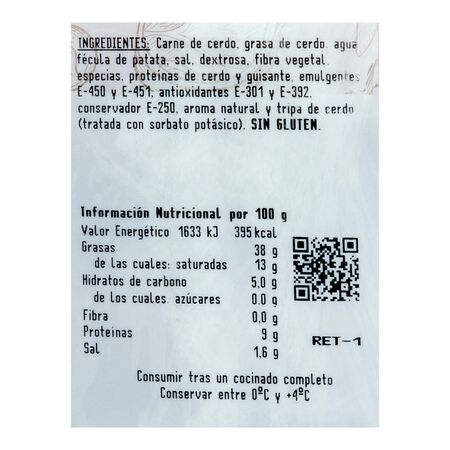 INGREDIENTES: Carne de cerdo, grasa de cerdo, agua
fécula de patata, sal, dextrosa, fibra vegetal,
especias, proteínas de cerdo y guisante, emulgentes
E-450 y E-451; antioxidantes E-301 y E-392,
conservador E-250, aroma natural y tripa de cerdo
(tratada con sorbato potásico). SIN GLUTEN.
Información Nutricional por 100 g
Valor Energético 1633 kJ 395 kcal
Grasas 38 g
de las cuales: saturadas 13 g
Hidratos de carbono 5,0 g
de los cuales, azúcares 0,0 g
Fibra 0,0 g
Proteínas 9 g
Sal 1,6 g
RET-1
Consumir tras un cocinado completo
Conservar entre 0ºC y +4ºC